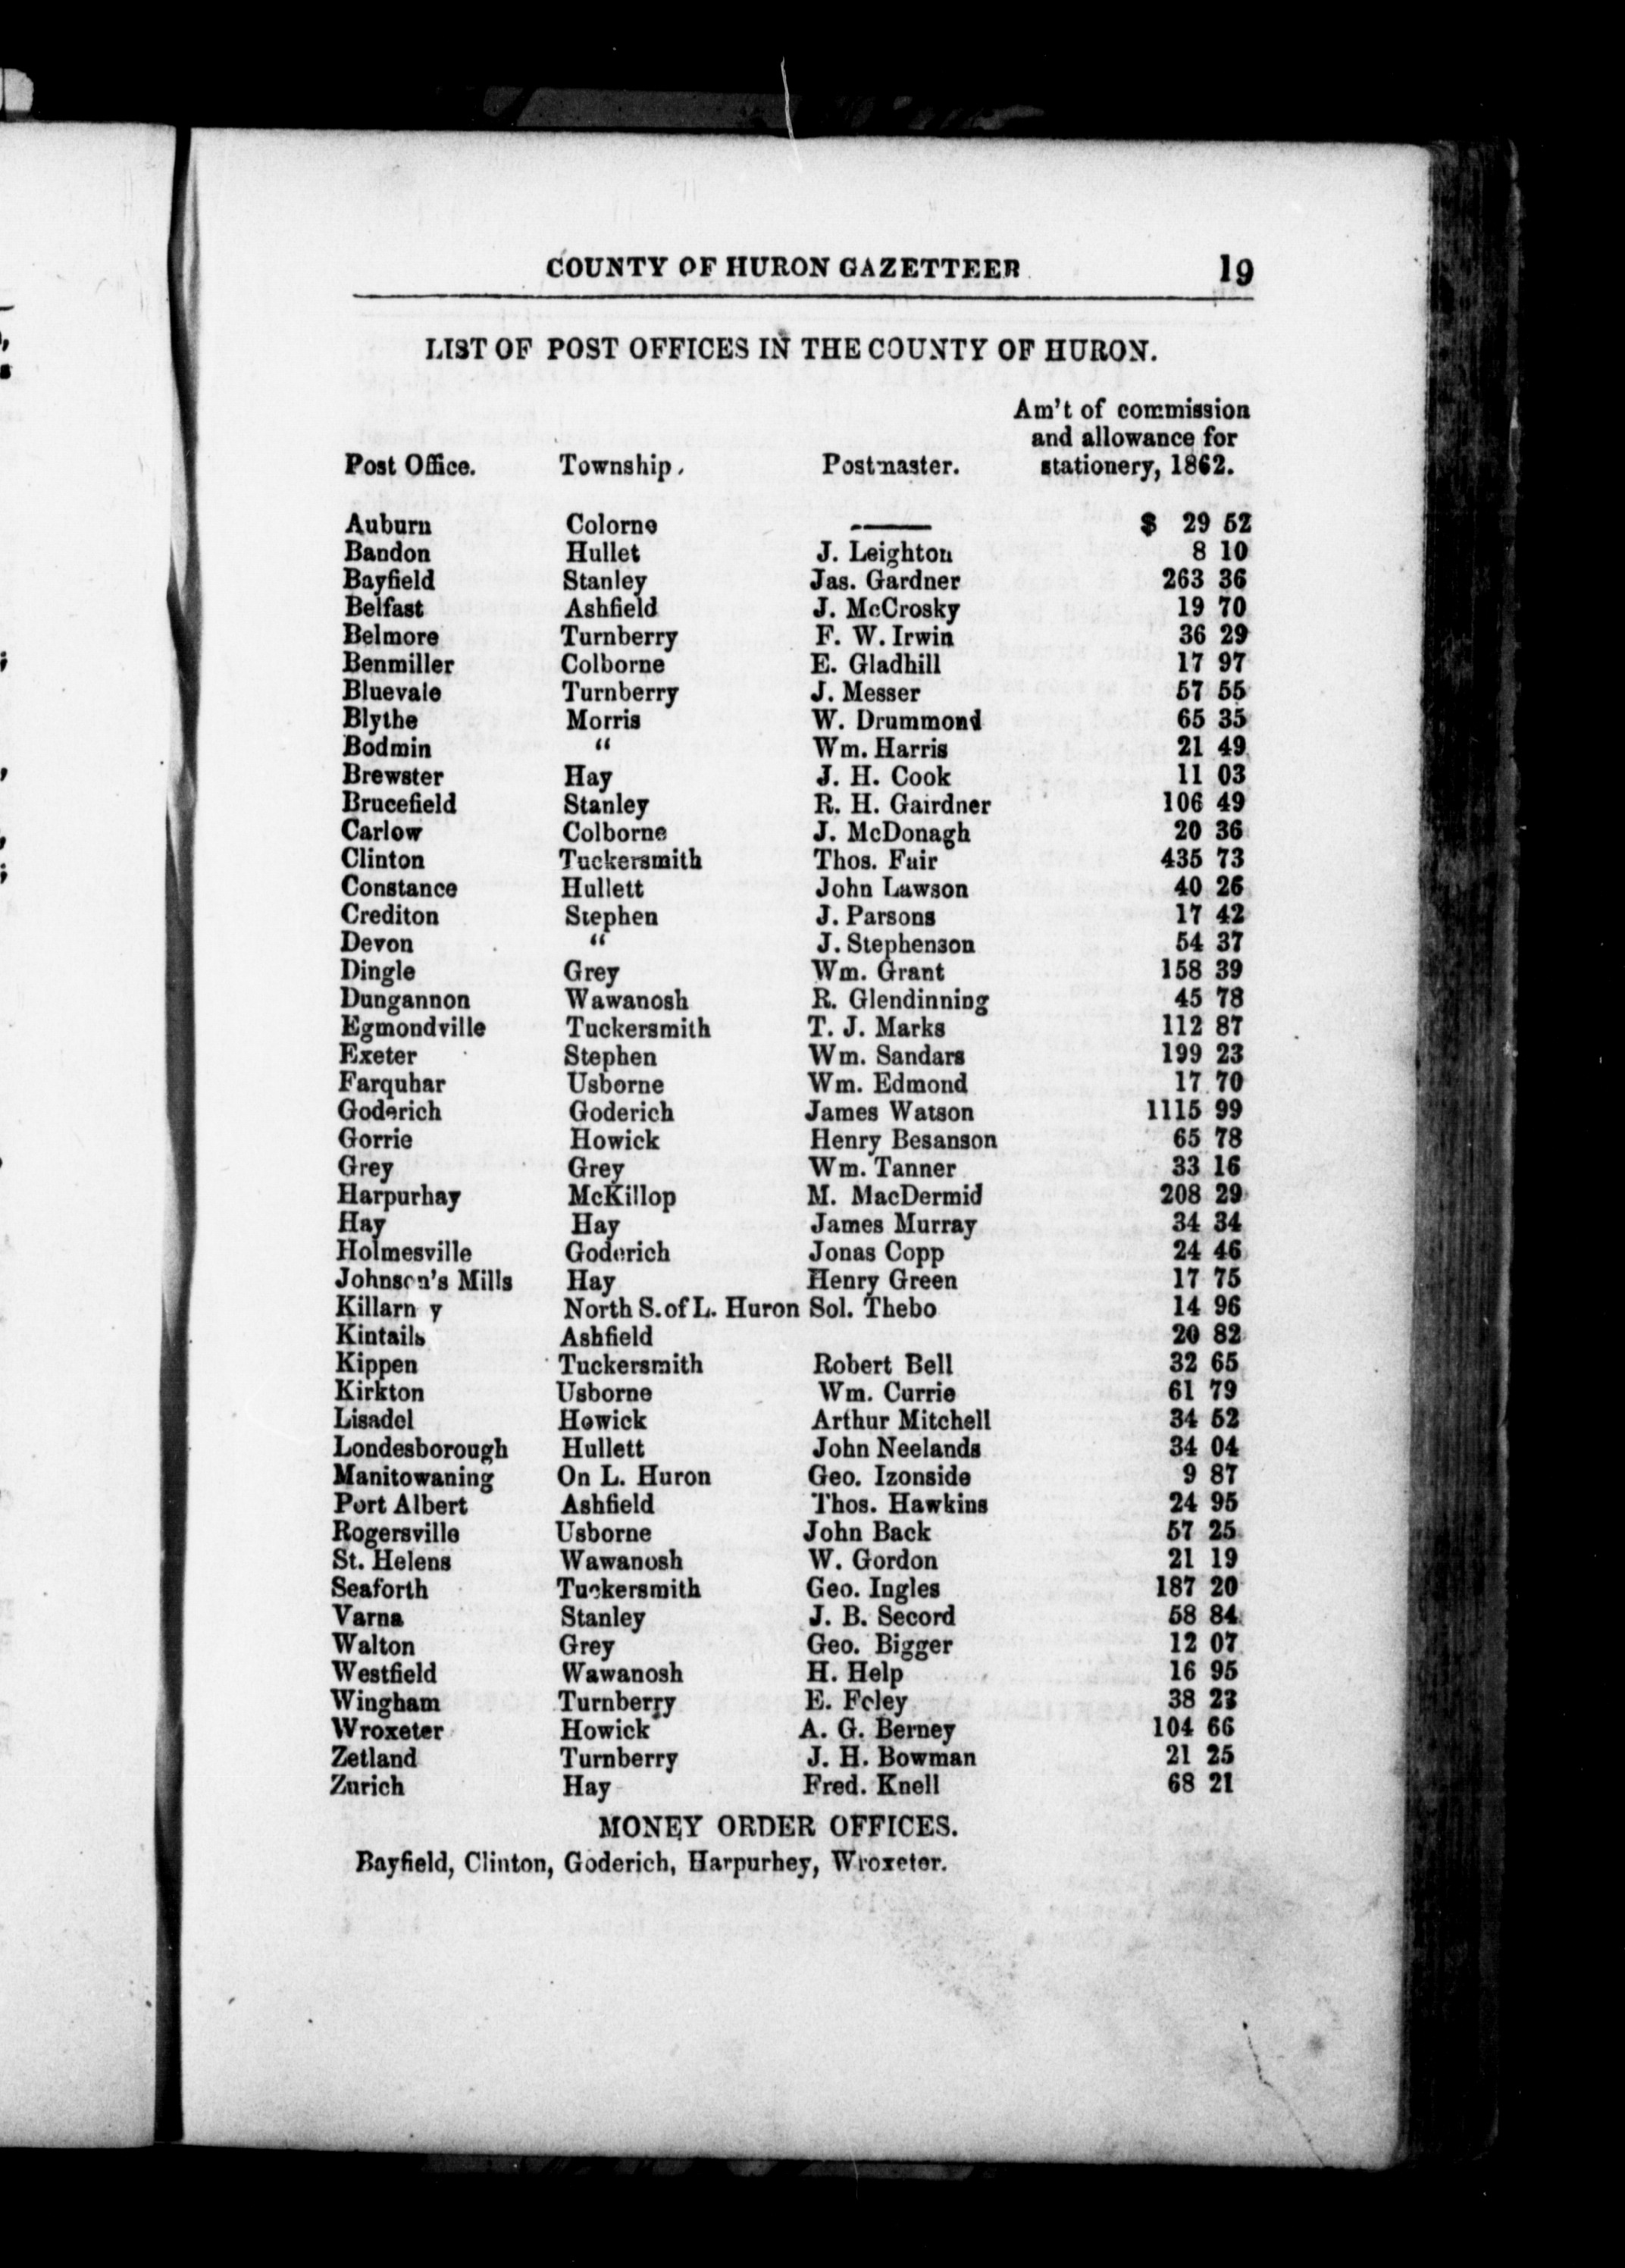 COUNTY OF HURON GAZETTEER 19
LIST OF POST OFFICES IN THE COUNTY OF HURON.
Am't of commission
and allowance for
Post Office. Township. Postmaster. stationery, 1862.
Auburn Colorne —— $ 29 52
Bandon Hullet J. Leighton 8 10
Bayfield Stanley Jas. Gardner 263 36
Belfast Ashfield J. McCrosky 19 70
Belmore Turnberry F. W. Irwin 36 29
Benmiller Colborne E. Gladhill 17 97
Bluevale Turnberry J. Messer 57 55
Blythe Morris W. Drummond 65 35
Bodmin “ Wm. Harris 21 49
Brewster Hay J. H. Cook 11 03
Brucefield Stanley R. H. Gairdner 106 49
Carlow Colborne J. McDonagh 20 36
Clinton Tuckersmith Thos. Fair 435 73
Constance Hullett John Lawson 40 26
Crediton Stephen J. Parsons 17 42
Devon “ J. Stephenson 54 37
Dingle Grey Wm. Grant 158 39
Dungannon Wawanosh R. Glendinning 45 78
Egmondville Tuckersmith T. J. Marks 112 87
Exeter Stephen Wm. Sandars 199 23
Farquhar Usborne Wm. Edmond 17 70
Goderich Goderich James Watson 1115 99
Gorrie Howick Henry Besanson 65 78
Grey Grey Wm. Tanner 33 16
Harpurhay McKillop M. MacDermid 208 29
Hay Hay James Murray 34 34
Holmesville Goderich Jonas Copp 24 46
Johnson's Mills Hay Henry Green 17 75
Killarn y North S. of L. Huron Sol. Thebo 14 96
Kintails Ashfield 20 82
Kippen Tuckersmith Robert Bell 32 65
Kirkton Usborne Wm. Currie 61 79
Lisadel Howick Arthur Mitchell 34 52
Londesborough Hullett John Neelands 34 04
Manitowaning On L. Huron Geo. Izonside 9 87
Port Albert Ashfield Thos. Hawkins 24 95
Rogersville Usborne John Back 57 25
St. Helens Wawanosh W. Gordon 21 19
Seaforth Tuckersmith Geo. Ingles 187 20
Varna Stanley J. B. Secord 58 84
Walton Grey Geo. Bigger 12 07
Westfield Wawanosh H. Help 16 95
Wingham Turnberry E. Foley 38 23
Wroxeter Howick A. G. Berney 104 66
Zetland Turnberry J. H. Bowman 21 25
Zurich Hay Fred. Knell 68 21
MONEY ORDER OFFICES.
Bayfield, Clinton, Goderich, Harpurhey, Wroxeter.